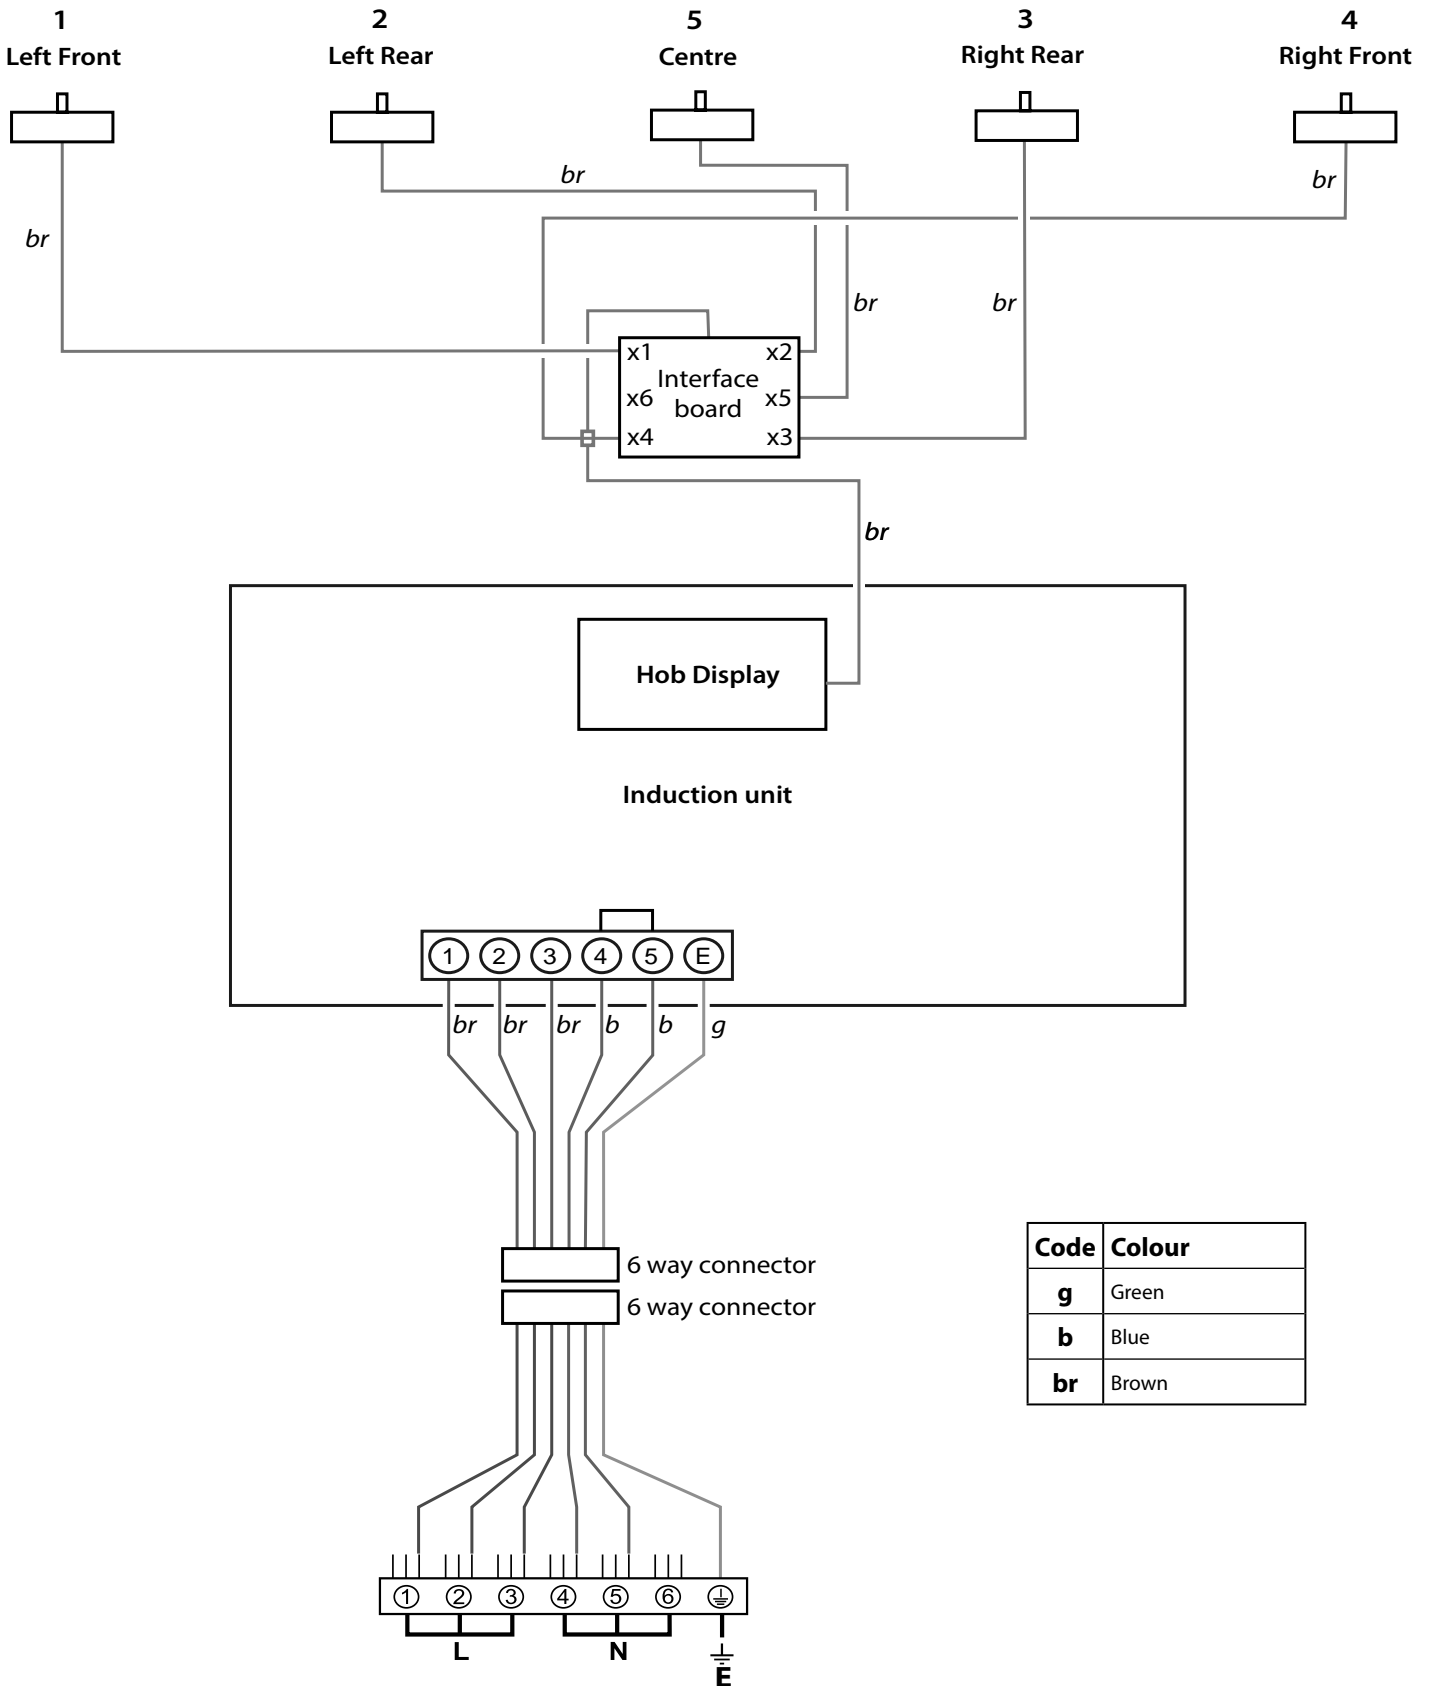 1
Left Front
2
Left Rear
5
Centre
3
Right Rear
4
Right Front
br
br
br
br
br
x1
x2
Interface
board
x6
x5
x4
x3
br
Hob Display
Induction unit
1 2 3 4 5 E
br br br b b g
6 way connector
6 way connector
Code Colour
g Green
b Blue
br Brown
1 2 3 4 5 6
L N
E